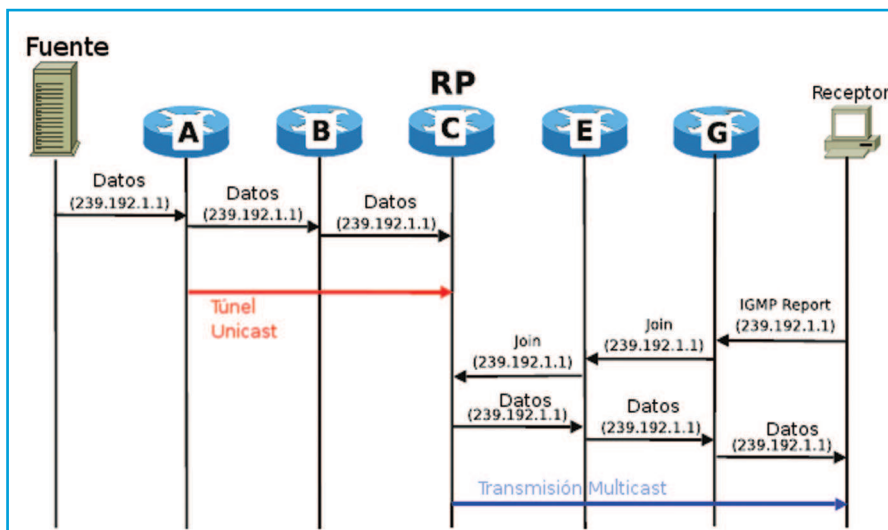 Fuente
RP
Receptor
A
B
C
E
G
Datos
(239.192.1.1)
Datos
(239.192.1.1)
Datos
(239.192.1.1)
Túnel
Unicast
IGMP Report
(239.192.1.1)
Join
(239.192.1.1)
Join
(239.192.1.1)
Datos
(239.192.1.1)
Datos
(239.192.1.1)
Datos
(239.192.1.1)
Transmisión Multicast